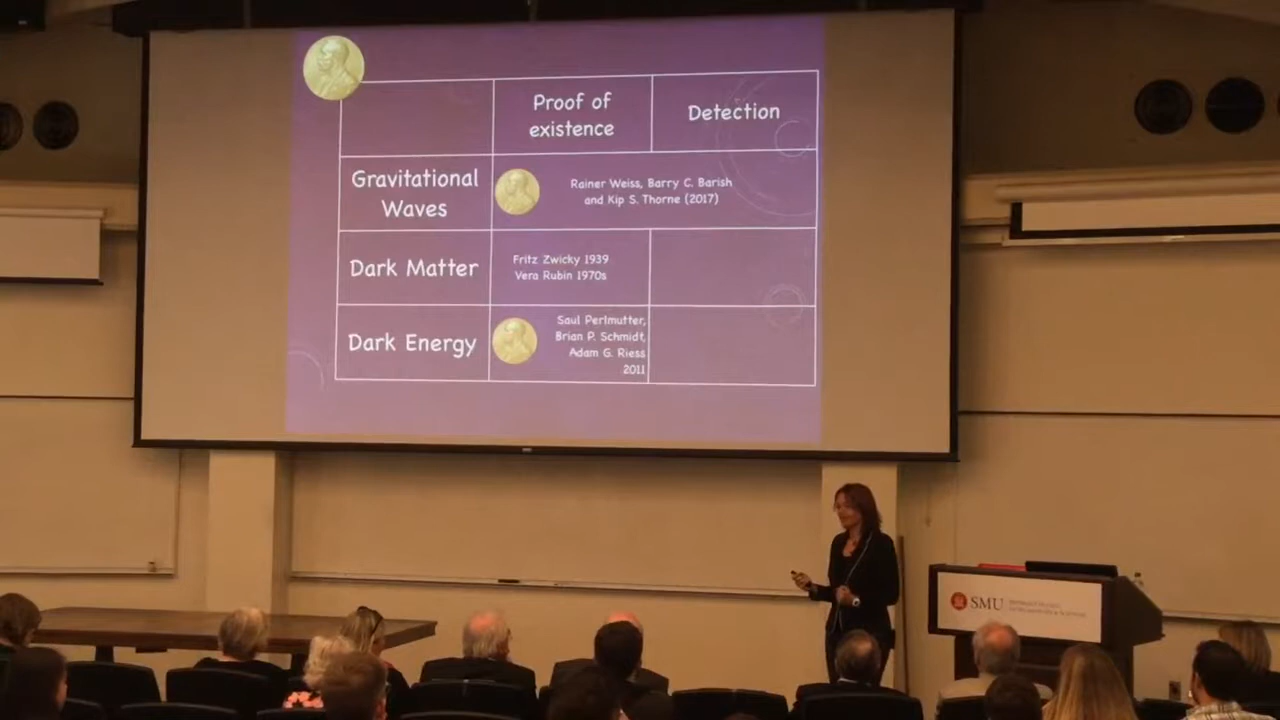 Proof of
existence
Detection
Gravitational
Waves
Rainer Weiss, Barry C. Barish
and Kip S. Thorne (2017)
Dark Matter
Fritz Zwicky 1939
Vera Rubin 1970s
Dark Energy
Saul Perlmutter,
Brian P. Schmidt,
Adam G. Riess
2011
SMU